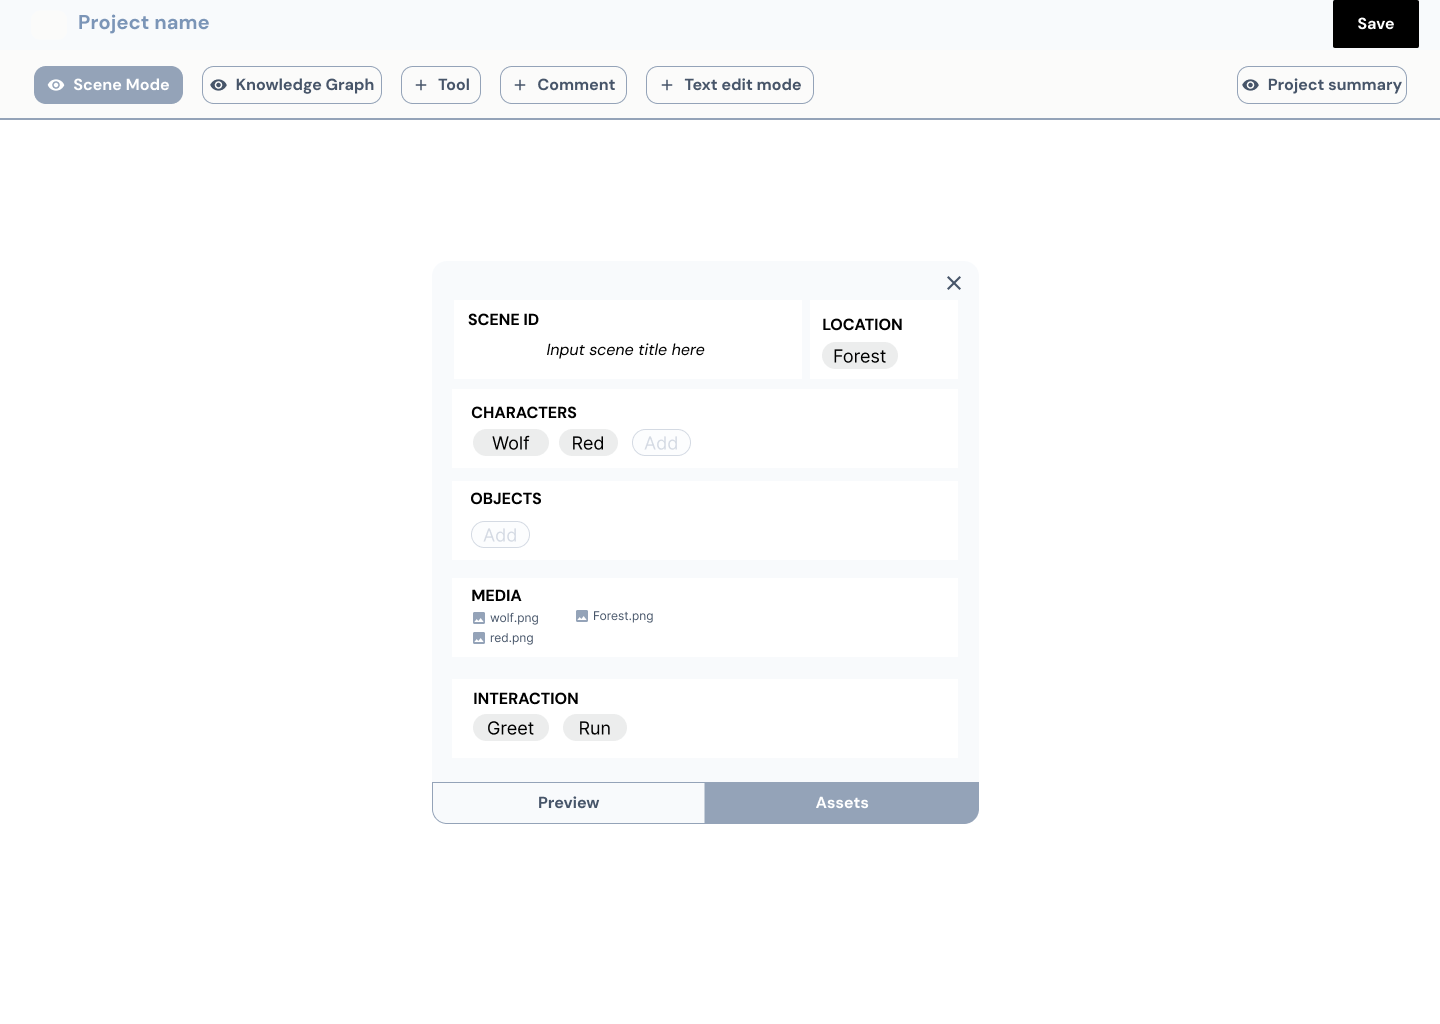 Project name
Save
Scene Mode
Knowledge Graph
Tool
Comment
Text edit mode
Project summary
SCENE ID
Input scene title here
LOCATION
Forest
CHARACTERS
Wolf
Red
Add
OBJECTS
Add
MEDIA
wolf.png
Forest.png
red.png
INTERACTION
Greet
Run
Preview
Assets